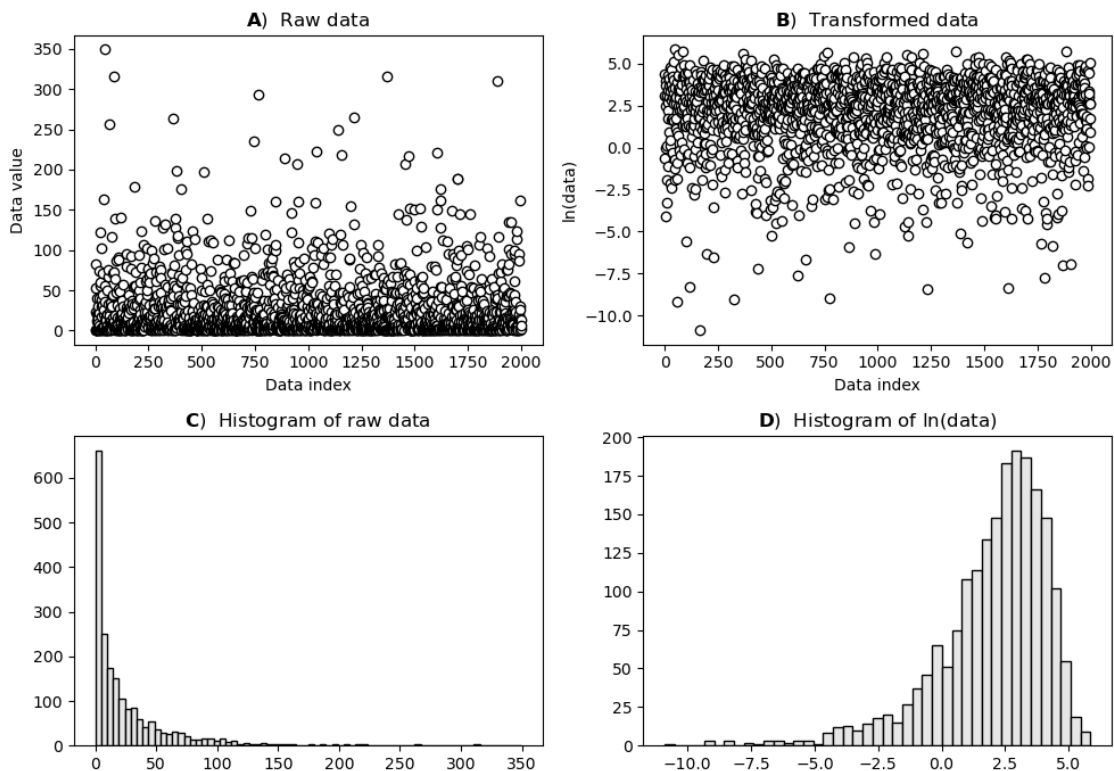 A) Raw data
350
300
250
200
150
100
50
0
Data value
0 250 500 750 1000 1250 1500 1750 2000
Data index
B) Transformed data
5.0
2.5
0.0
−2.5
−5.0
−7.5
−10.0
ln(data)
0 250 500 750 1000 1250 1500 1750 2000
Data index
C) Histogram of raw data
600
500
400
300
200
100
0
0 50 100 150 200 250 300 350
D) Histogram of ln(data)
200
175
150
125
100
75
50
25
0
−10.0 −7.5 −5.0 −2.5 0.0 2.5 5.0